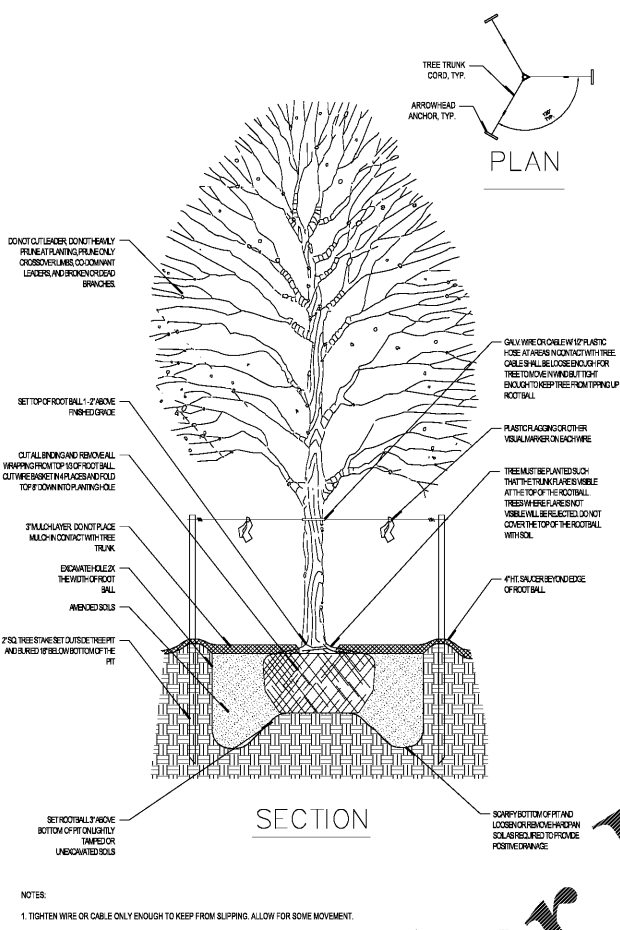 TREE TRUNK
CORD, TYP.
ARROWHEAD
ANCHOR, TYP.
120°
TYP.
PLAN
DO NOT CUT LEADER; DO NOT HEAVILY
PRUNE AT PLANTING, PRUNE ONLY
CROSSOVER LIMBS, CO-DOMINANT
LEADERS, AND BROKEN OR DEAD
BRANCHES.
SET TOP OF ROOT BALL 1 - 2" ABOVE
FINISHED GRADE
CUT ALL BINDING AND REMOVE ALL
WRAPPING FROM TOP 1/3 OF ROOT BALL.
CUT WIRE BASKET IN 4 PLACES AND FOLD
TOP 8" DOWN INTO PLANTING HOLE
3" MULCH LAYER. DO NOT PLACE
MULCH IN CONTACT WITH TREE
TRUNK.
EXCAVATE HOLE 2X
THE WIDTH OF ROOT
BALL
AMENDED SOILS
2" SQ. TREE STAKE SET OUTSIDE TREE PIT
AND BURED 18" BELOW BOTTOM OF THE
PIT
SET ROOTBALL 3" ABOVE
BOTTOM OF PIT ON LIGHTLY
TAMPED OR
UNEXCAVATED SOILS
GALV. WIRE OR CABLE W/ 1/2" PLASTIC
HOSE AT AREAS IN CONTACT WITH TREE.
CABLE SHALL BE LOOSE ENOUGH FOR
TREE TO MOVE IN WIND BUT TIGHT
ENOUGH TO KEEP TREE FROM TIPPING UP
ROOT BALL
PLASTIC FLAGGING OR OTHER
VISUAL MARKER ON EACH WIRE
TREE MUST BE PLANTED SUCH
THAT THE TRUNK FLARE IS VISIBLE
AT THE TOP OF THE ROOTBALL.
TREES WHERE FLARE IS NOT
VISIBLE WILL BE REJECTED. DO NOT
COVER THE TOP OF THE ROOTBALL
WITH SOIL
4" HT. SAUCER BEYOND EDGE
OF ROOT BALL
SCARIFY BOTTOM OF PIT AND
LOOSEN OR REMOVE HARDPAN
SOIL AS REQUIRED TO PROVIDE
POSITIVE DRAINAGE
SECTION
NOTES:
1. TIGHTEN WIRE OR CABLE ONLY ENOUGH TO KEEP FROM SLIPPING. ALLOW FOR SOME MOVEMENT.